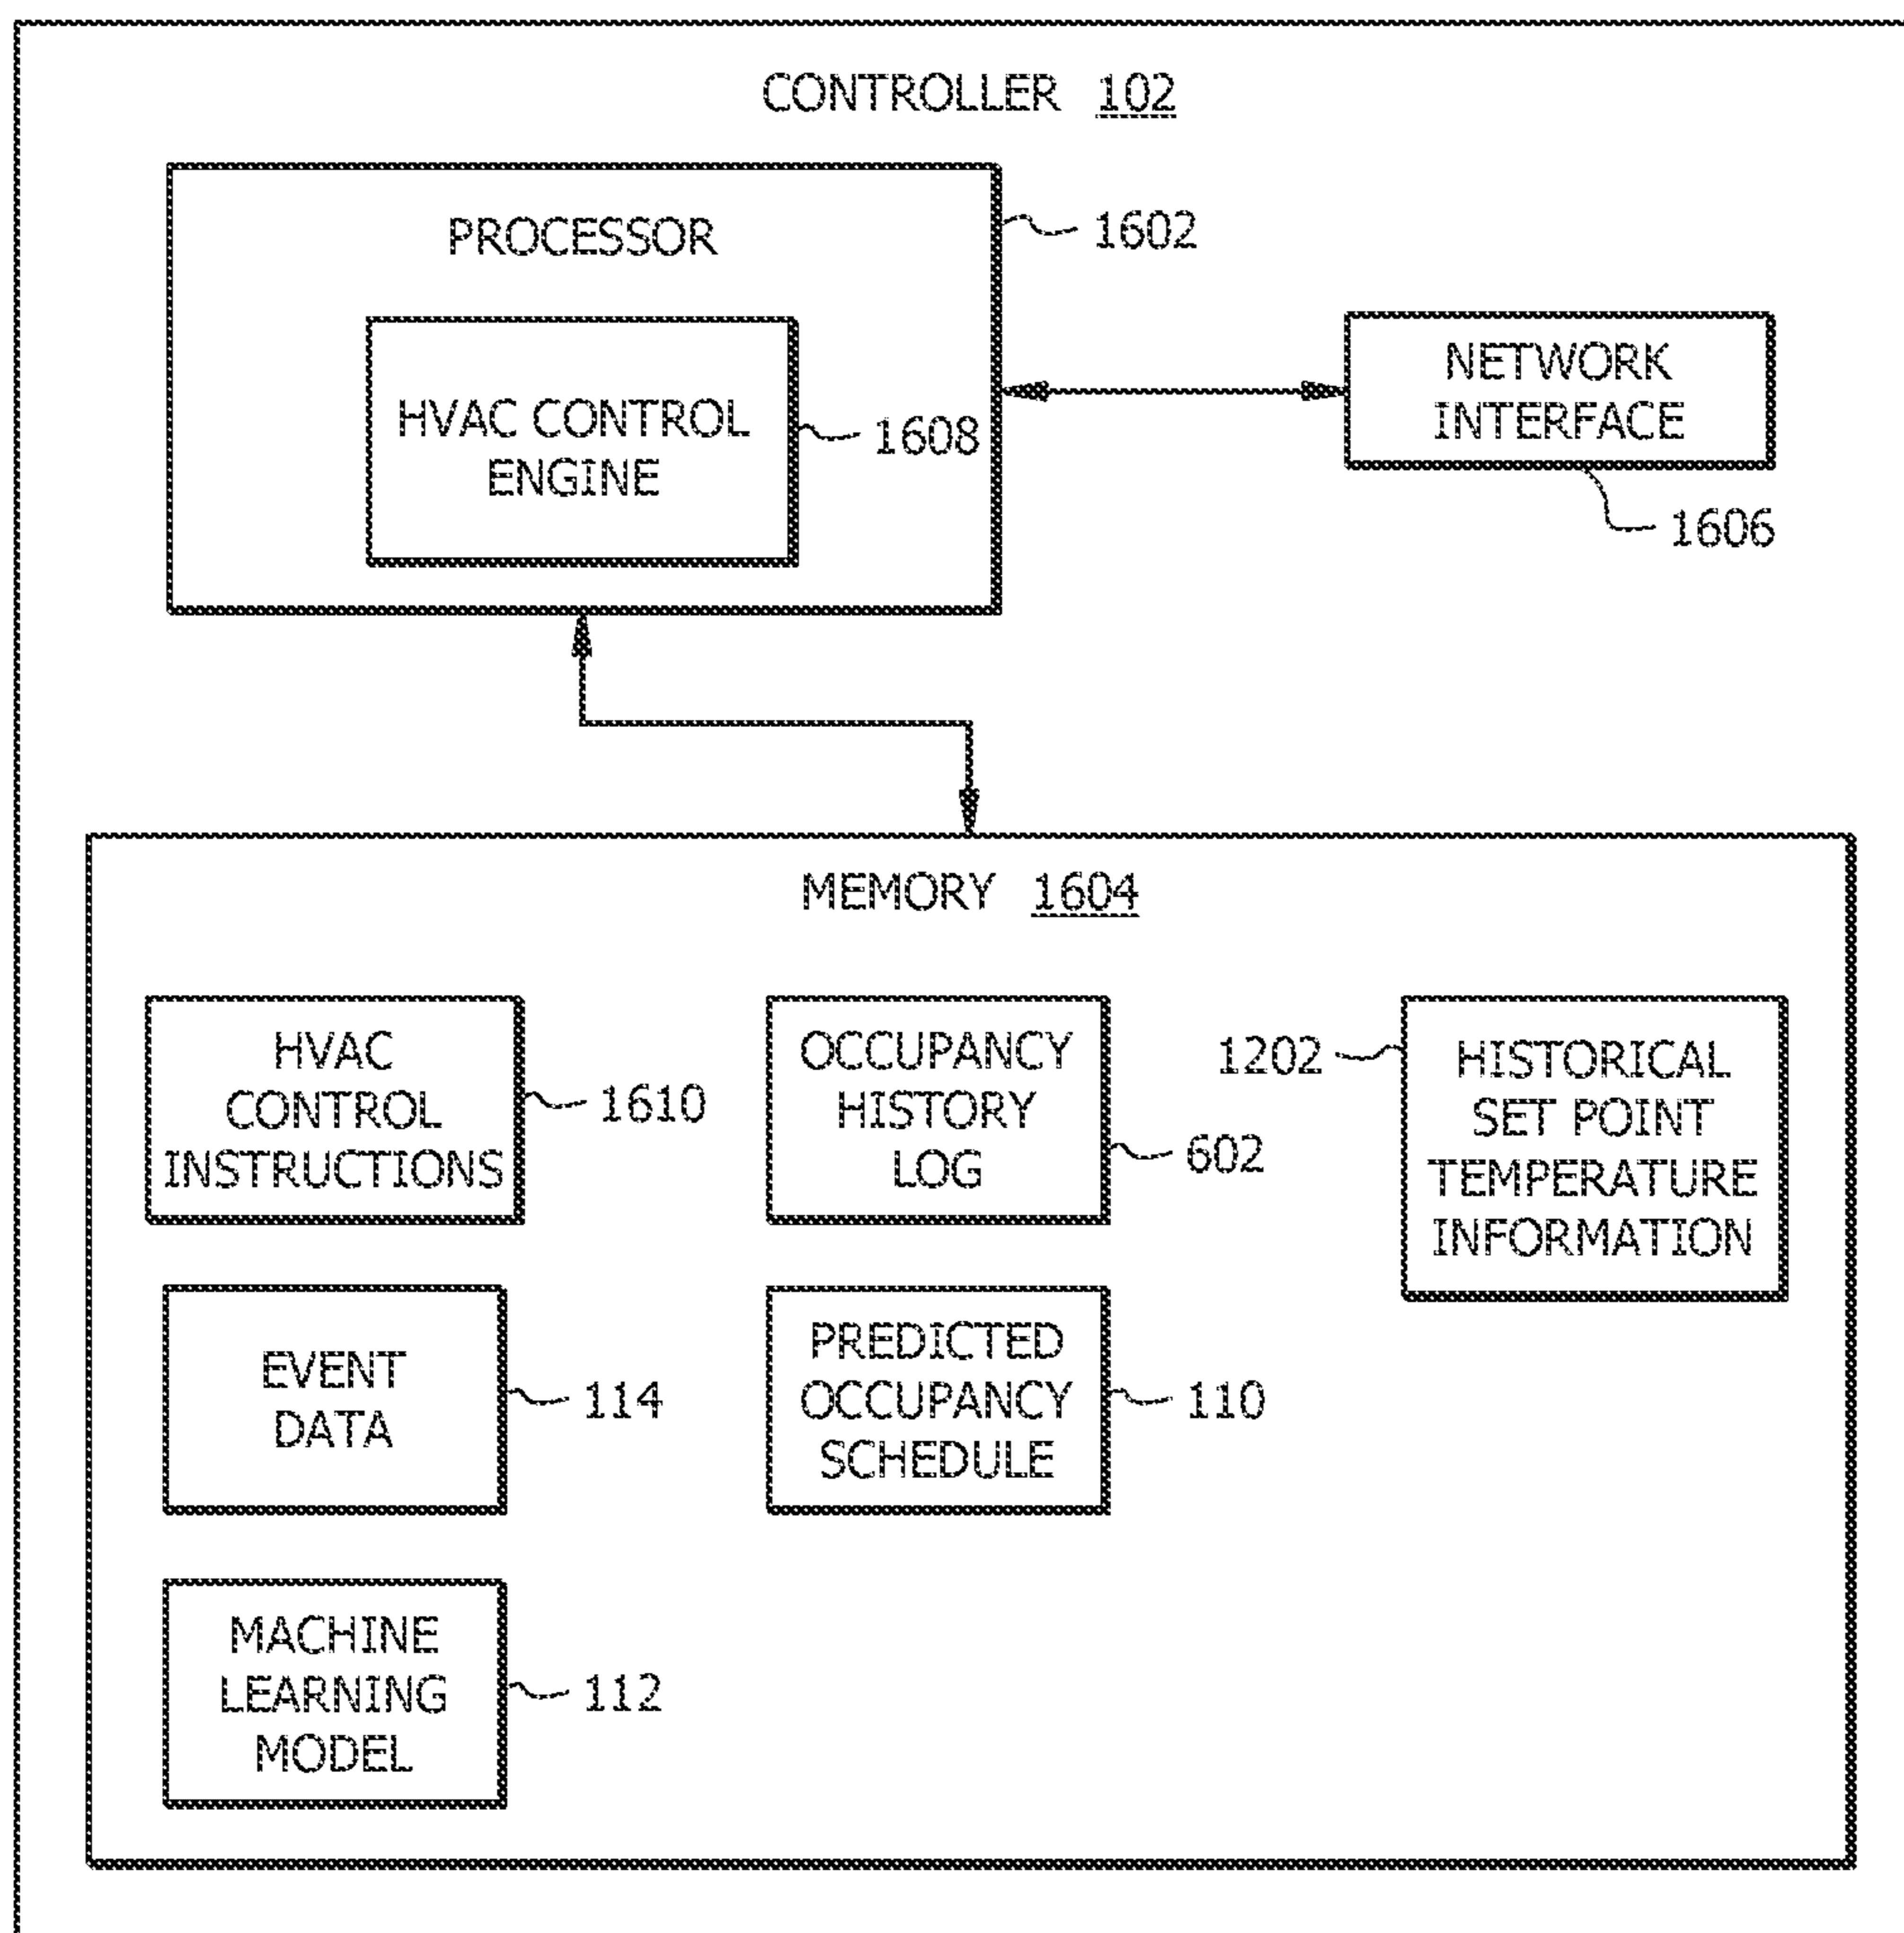 CONTROLLER 102
PROCESSOR
1602
HVAC CONTROL
ENGINE
1608
NETWORK
INTERFACE
1606
MEMORY 1604
HVAC
CONTROL
INSTRUCTIONS
1610
OCCUPANCY
HISTORY
LOG
602
1202
HISTORICAL
SET POINT
TEMPERATURE
INFORMATION
EVENT
DATA
114
PREDICTED
OCCUPANCY
SCHEDULE
110
MACHINE
LEARNING
MODEL
112